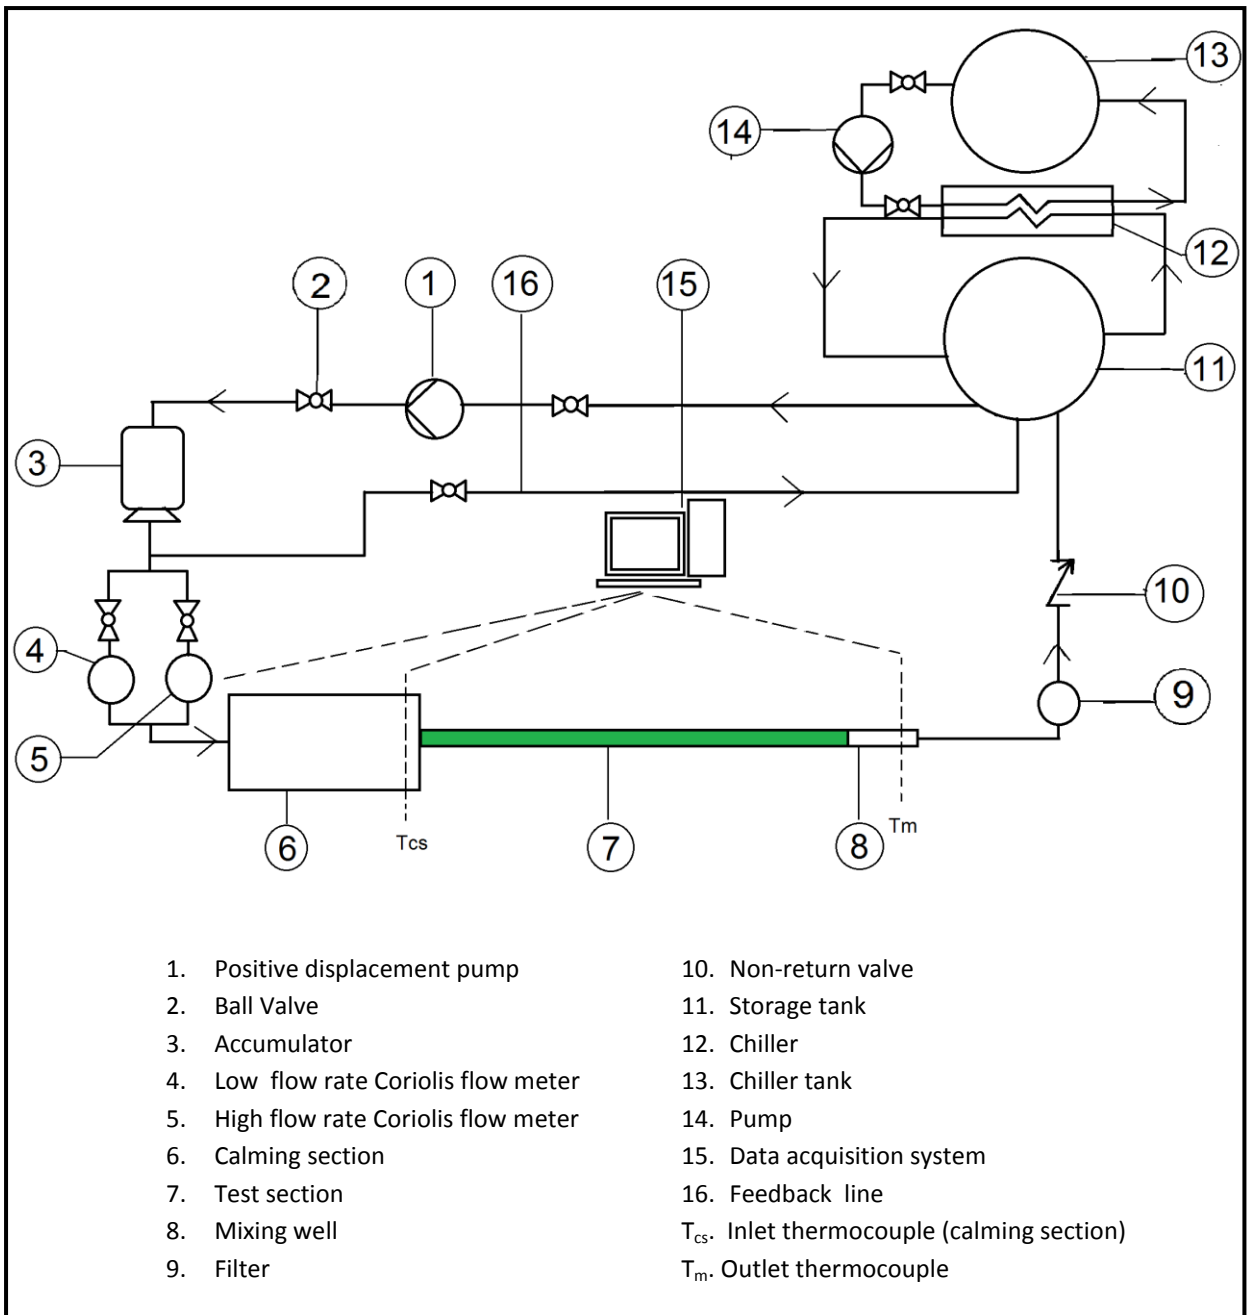 13
14
12
2
1
16
15
11
3
10
4
9
5
6
Tcs
7
8
Tm
1. Positive displacement pump
2. Ball Valve
3. Accumulator
4. Low flow rate Coriolis flow meter
5. High flow rate Coriolis flow meter
6. Calming section
7. Test section
8. Mixing well
9. Filter
10. Non-return valve
11. Storage tank
12. Chiller
13. Chiller tank
14. Pump
15. Data acquisition system
16. Feedback line
Tcs. Inlet thermocouple (calming section)
Tm. Outlet thermocouple